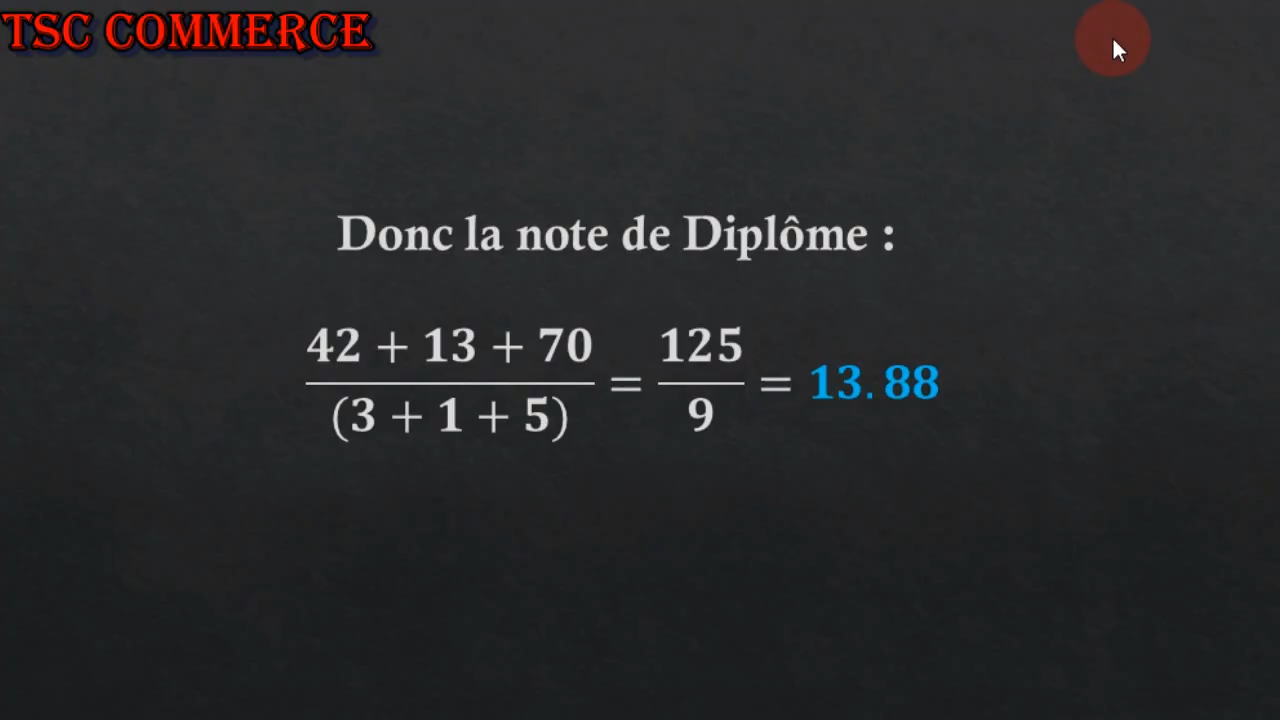 TSC COMMERCE
Donc la note de Diplôme :
42 + 13 + 70 / (3 + 1 + 5) = 125 / 9 = 13.88